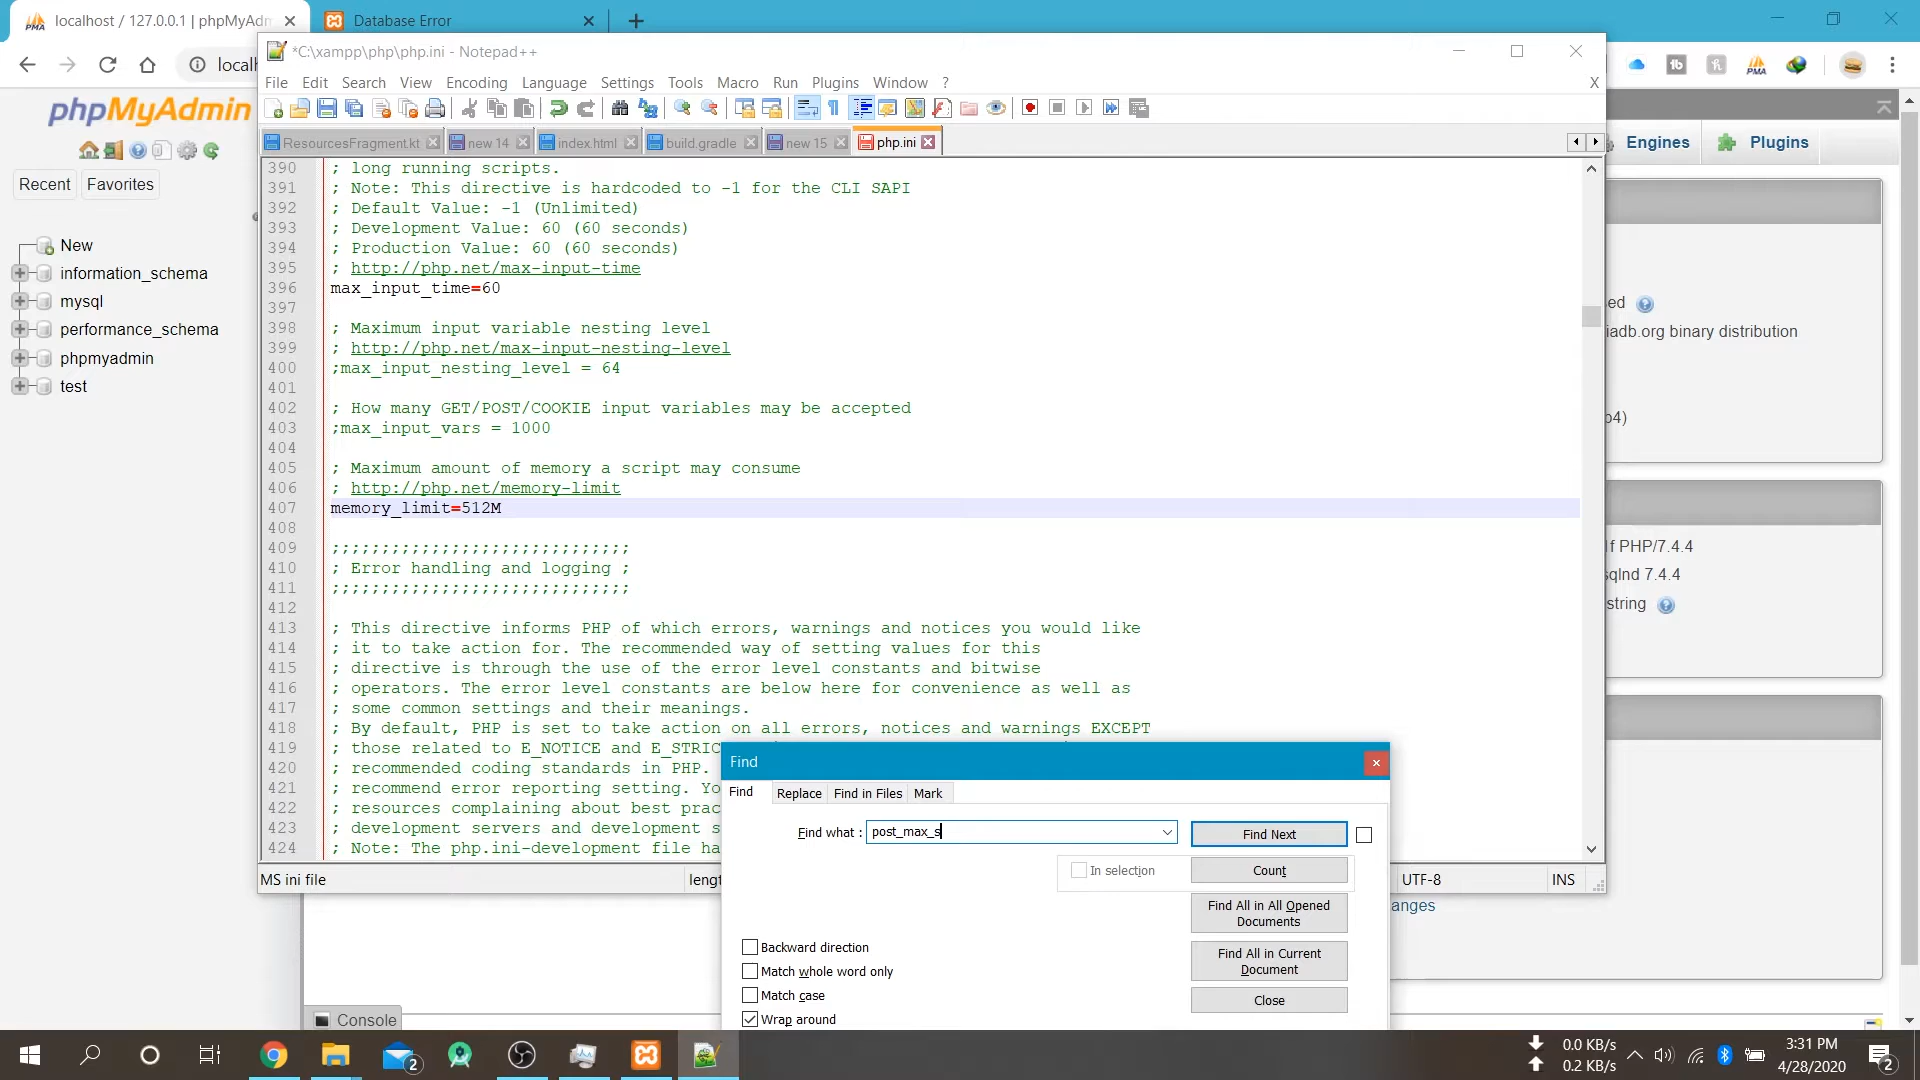 localhost / 127.0.0.1 | phpMyAdm
Database Error
*C:\xampp\php\php.ini - Notepad++
File Edit Search View Encoding Language Settings Tools Macro Run Plugins Window ? X
ResourcesFragment.kt new 14 index.html build.gradle new 15 php.ini
phpMyAdmin
Recent Favorites
New
information_schema
mysql
performance_schema
phpmyadmin
test
390 ; long running scripts.
391 ; Note: This directive is hardcoded to -1 for the CLI SAPI
392 ; Default Value: -1 (Unlimited)
393 ; Development Value: 60 (60 seconds)
394 ; Production Value: 60 (60 seconds)
395 ; http://php.net/max-input-time
396 max_input_time=60
397
398 ; Maximum input variable nesting level
399 ; http://php.net/max-input-nesting-level
400 ;max_input_nesting_level = 64
401
402 ; How many GET/POST/COOKIE input variables may be accepted
403 ;max_input_vars = 1000
404
405 ; Maximum amount of memory a script may consume
406 ; http://php.net/memory-limit
407 memory_limit=512M
408
409 ;;;;;;;;;;;;;;;;;;;;;;;;;;;;;;
410 ; Error handling and logging ;
411 ;;;;;;;;;;;;;;;;;;;;;;;;;;;;;;
412
413 ; This directive informs PHP of which errors, warnings and notices you would like
414 ; it to take action for. The recommended way of setting values for this
415 ; directive is through the use of the error level constants and bitwise
416 ; operators. The error level constants are below here for convenience as well as
417 ; some common settings and their meanings.
418 ; By default, PHP is set to take action on all errors, notices and warnings EXCEPT
419 ; those related to E_NOTICE and E_STRIC
420 ; recommended coding standards in PHP.
421 ; recommend error reporting setting. Yo
422 ; resources complaining about best prac
423 ; development servers and development s
424 ; Note: The php.ini-development file ha
MS ini file lengt UTF-8 INS
Find
Find Replace Find in Files Mark
Find what : post_max_s
Find Next
In selection
Count
Find All in All Opened
Documents
Find All in Current
Document
Close
Backward direction
Match whole word only
Match case
Wrap around
Engines Plugins
ed
iadb.org binary distribution
If PHP/7.4.4
sqlnd 7.4.4
string
anges
Console
2
0.0 KB/s
0.2 KB/s
3:31 PM
4/28/2020
2